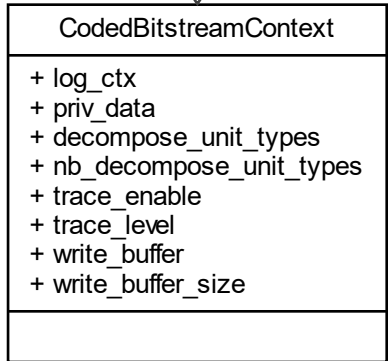 CodedBitstreamContext
+ log_ctx
+ priv_data
+ decompose_unit_types
+ nb_decompose_unit_types
+ trace_enable
+ trace_level
+ write_buffer
+ write_buffer_size